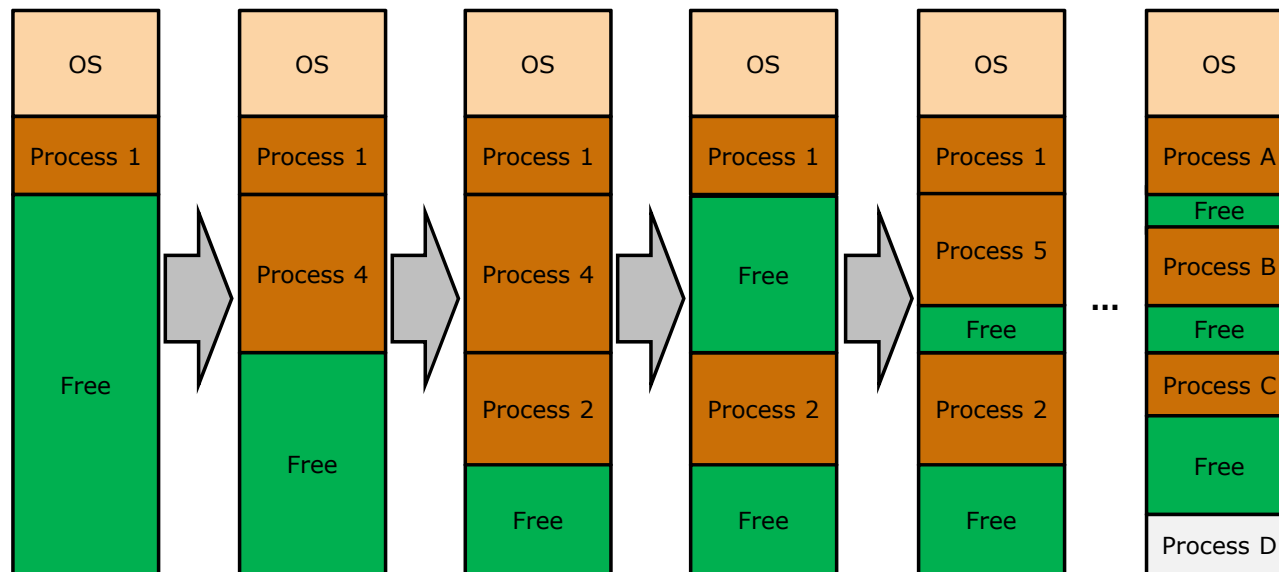 OS
Process 1
Free
OS
Process 1
Process 4
Free
OS
Process 1
Process 4
Process 2
Free
OS
Process 1
Free
Process 2
Free
OS
Process 1
Process 5
Free
Process 2
Free
...
OS
Process A
Free
Process B
Free
Process C
Free
Process D